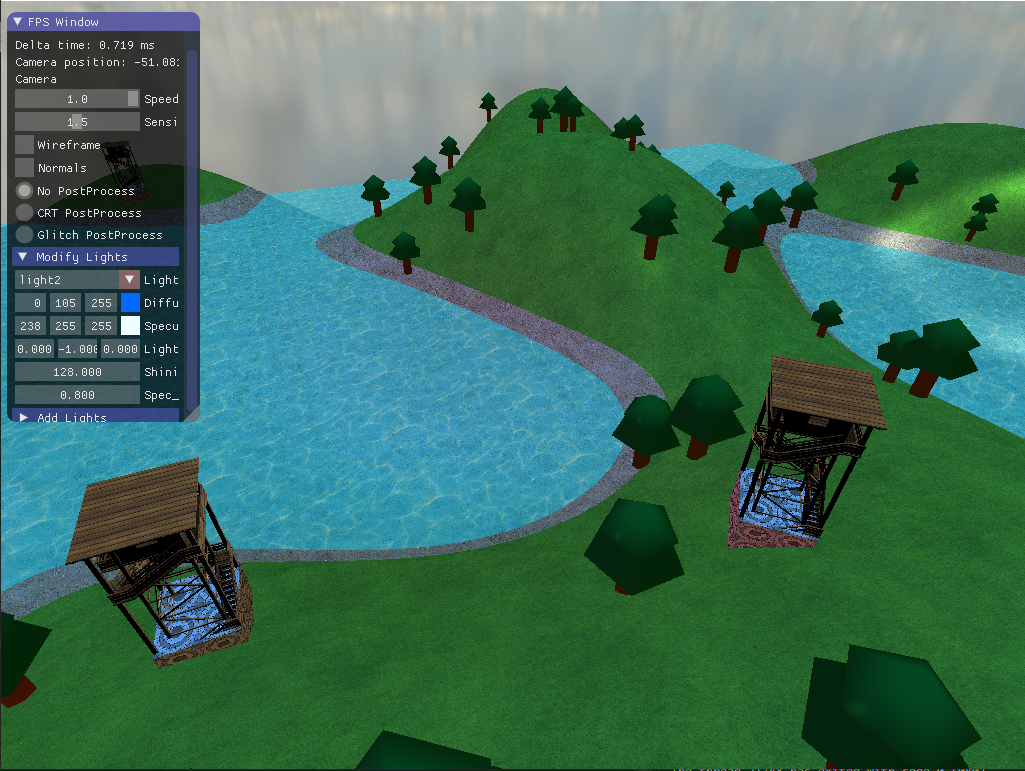 FPS Window
Delta time: 0.719 ms
Camera position: -51.08
Camera
1.0 Speed
1.5 Sensi
Wireframe
Normals
No PostProcess
CRT PostProcess
Glitch PostProcess
Modify Lights
light2 Light
0 105 255 Diffu
238 255 255 Specu
0.000 -1.000 0.000 Light
128.000 Shini
0.800 Spec_
Add Lights